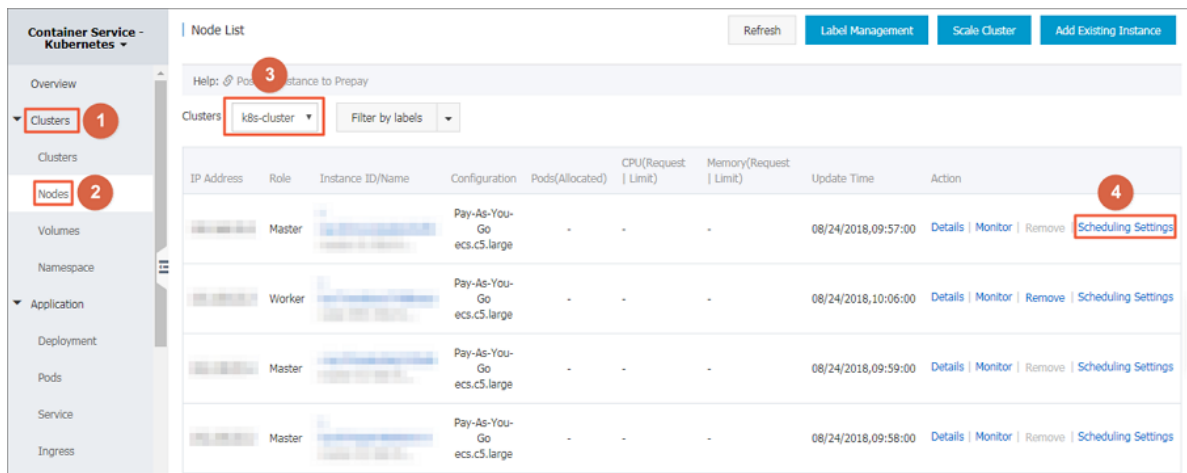 Container Service -
Kubernetes
Node List
Refresh
Label Management
Scale Cluster
Add Existing Instance
Overview
Help: to Prepay
3
Clusters
1
Clusters
k8s-cluster
Filter by labels
Clusters
Nodes
2
IP Address Role Instance ID/Name Configuration Pods(Allocated) CPU(Request | Limit) Memory(Request | Limit) Update Time Action
4
Volumes
Master Pay-As-You-Go ecs.c5.large - - - 08/24/2018,09:57:00 Details | Monitor | Remove | Scheduling Settings
Namespace
Application
Worker Pay-As-You-Go ecs.c5.large - - - 08/24/2018,10:06:00 Details | Monitor | Remove | Scheduling Settings
Deployment
Pods
Master Pay-As-You-Go ecs.c5.large - - - 08/24/2018,09:59:00 Details | Monitor | Remove | Scheduling Settings
Service
Ingress
Master Pay-As-You-Go ecs.c5.large - - - 08/24/2018,09:58:00 Details | Monitor | Remove | Scheduling Settings